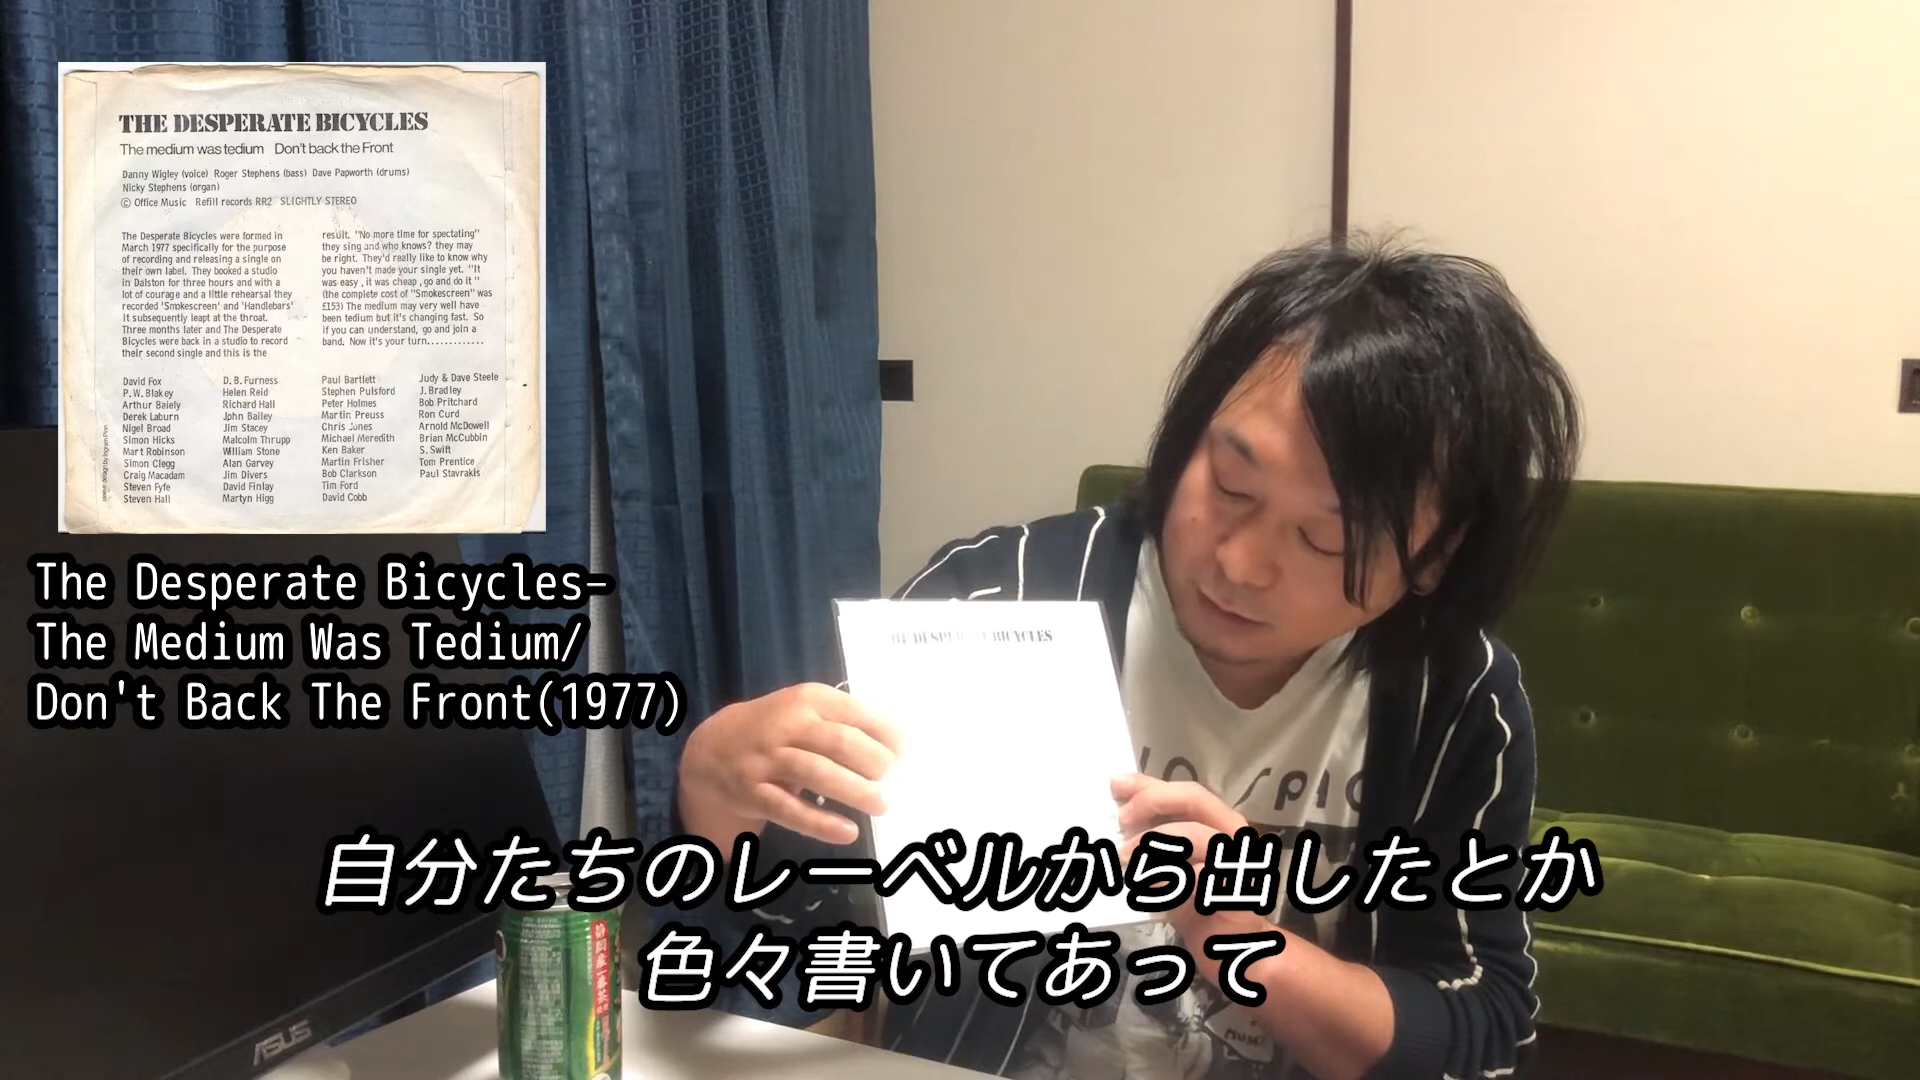 THE DESPERATE BICYCLES
The medium was tedium Don't back the Front
Danny Wigley (voice) Roger Stephens (bass) Dave Papworth (drums)
Nicky Stephens (organ)
© Office Music Refill records RR2 SLIGHTLY STEREO
The Desperate Bicycles were formed in
March 1977 specifically for the purpose
of recording and releasing a single on
their own label. They booked a studio
in Dalston for three hours and with a
lot of courage and a little rehearsal they
recorded 'Smokescreen' and 'Handlebars'
It subsequently leapt at the throat.
Three months later and The Desperate
Bicycles were back in a studio to record
their second single and this is the
result. "No more time for spectating"
they sing and who knows? they may
be right. They'd really like to know why
you haven't made your single yet. "It
was easy, it was cheap, go and do it"
(the complete cost of "Smokescreen" was
£153) The medium may very well have
been tedium but it's changing fast. So
if you can understand, go and join a
band. Now it's your turn.............
David Fox
P.W. Blakey
Arthur Baiely
Derek Laburn
Nigel Broad
Simon Hicks
Mart Robinson
Simon Clegg
Craig Macadam
Steven Fyfe
Steven Hall
D.B. Furness
Helen Reid
Richard Hall
John Bailey
Jim Stacey
Malcolm Thrupp
William Stone
Alan Garvey
Jim Divers
David Finlay
Martyn Higg
Paul Bartlett
Stephen Pulsford
Peter Holmes
Martin Preuss
Chris Jones
Michael Meredith
Ken Baker
Martin Frisher
Bob Clarkson
Tim Ford
David Cobb
Judy & Dave Steele
J. Bradley
Bob Pritchard
Ron Curd
Arnold McDowell
Brian McCubbin
S. Swift
Tom Prentice
Paul Stavrakis
The Desperate Bicycles–
The Medium Was Tedium/
Don't Back The Front(1977)
BICYCLES
自分たちのレーベルから出したとか
色々書いてあって
静岡産一番茶
ASUS